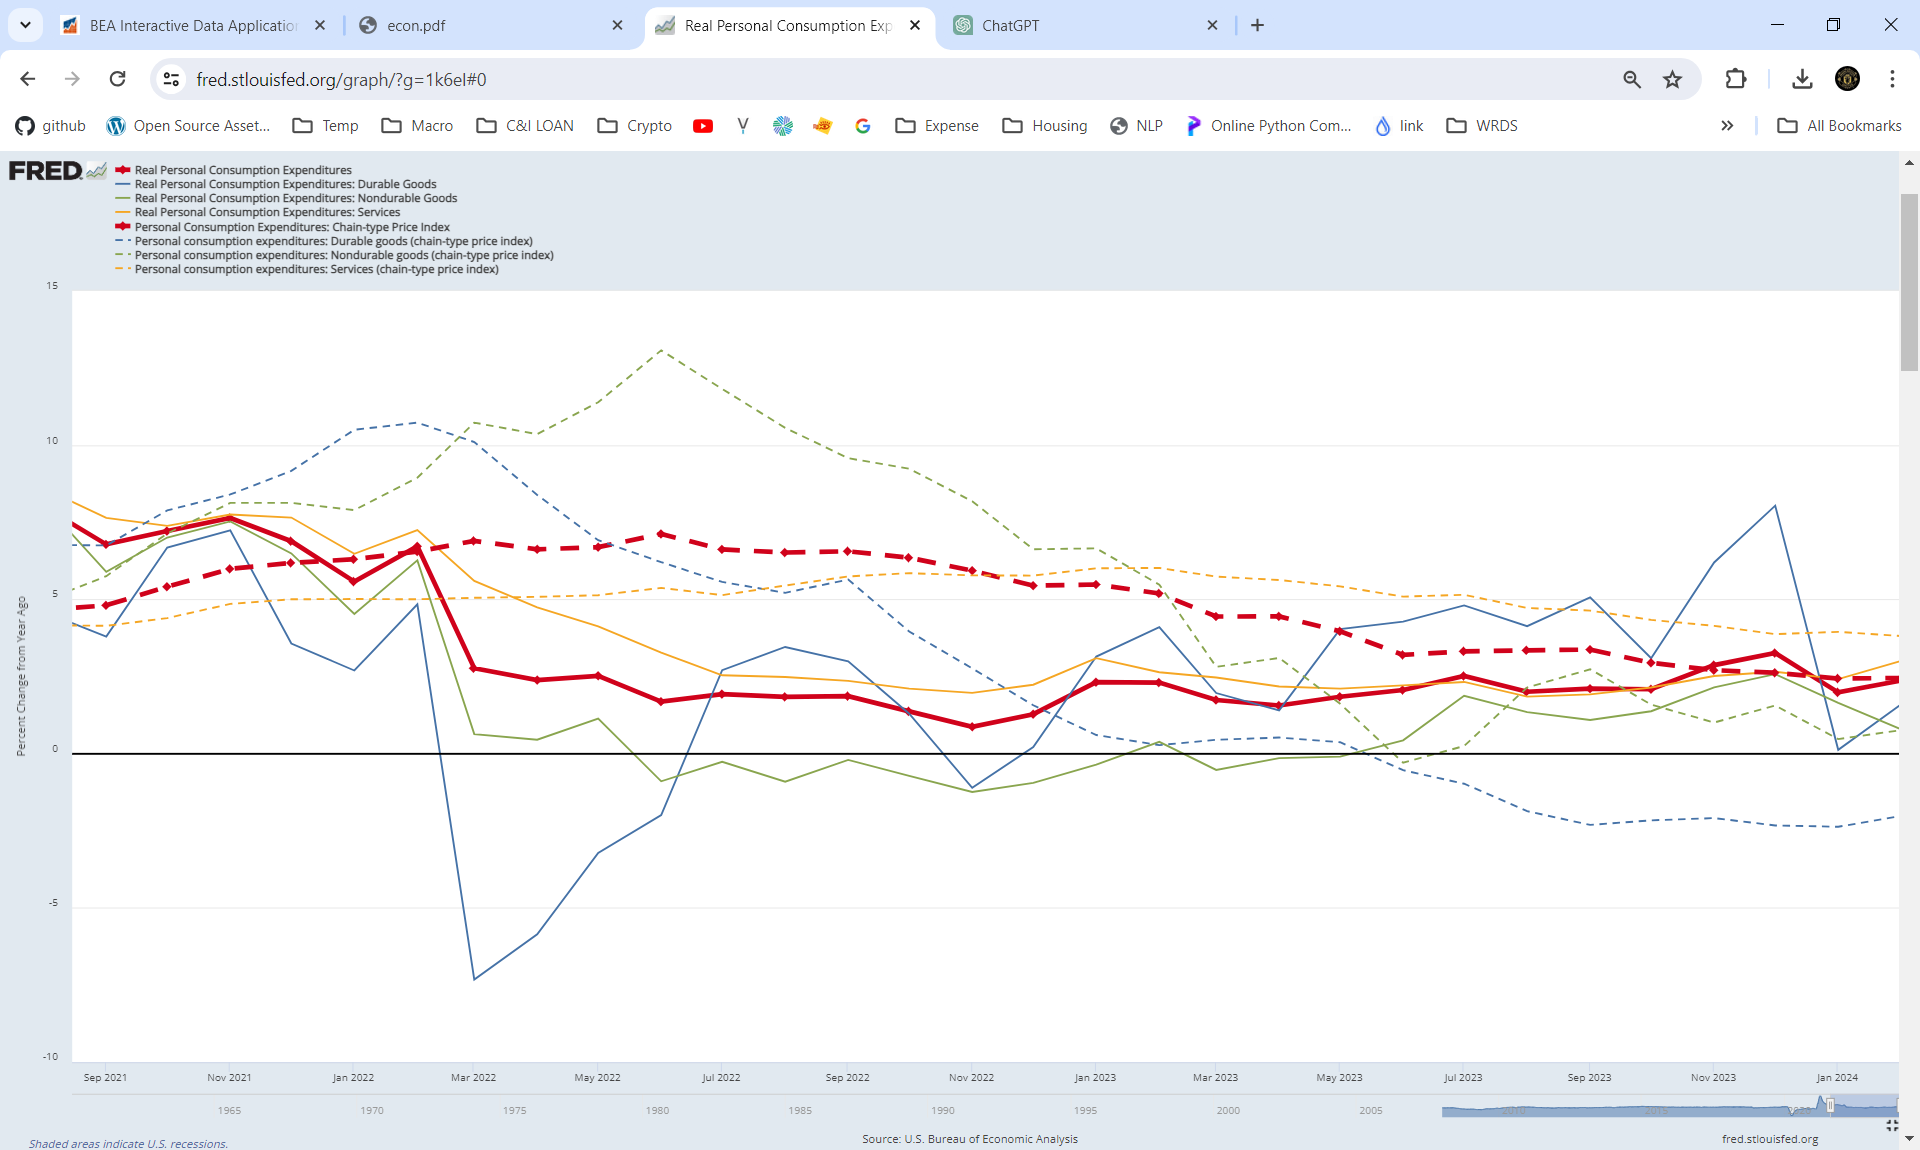 BEA Interactive Data Application
econ.pdf
Real Personal Consumption Exp
ChatGPT
fred.stlouisfed.org/graph/?g=1k6eI#0
github
Open Source Asset...
Temp
Macro
C&I LOAN
Crypto
Expense
Housing
NLP
Online Python Com...
link
WRDS
All Bookmarks
FRED
Real Personal Consumption Expenditures
Real Personal Consumption Expenditures: Durable Goods
Real Personal Consumption Expenditures: Nondurable Goods
Real Personal Consumption Expenditures: Services
Personal Consumption Expenditures: Chain-type Price Index
Personal consumption expenditures: Durable goods (chain-type price index)
Personal consumption expenditures: Nondurable goods (chain-type price index)
Personal consumption expenditures: Services (chain-type price index)
15
10
5
0
-5
-10
Percent Change from Year Ago
Sep 2021 Nov 2021 Jan 2022 Mar 2022 May 2022 Jul 2022 Sep 2022 Nov 2022 Jan 2023 Mar 2023 May 2023 Jul 2023 Sep 2023 Nov 2023 Jan 2024
1965 1970 1975 1980 1985 1990 1995 2000 2005 2010 2015
Shaded areas indicate U.S. recessions.
Source: U.S. Bureau of Economic Analysis
fred.stlouisfed.org